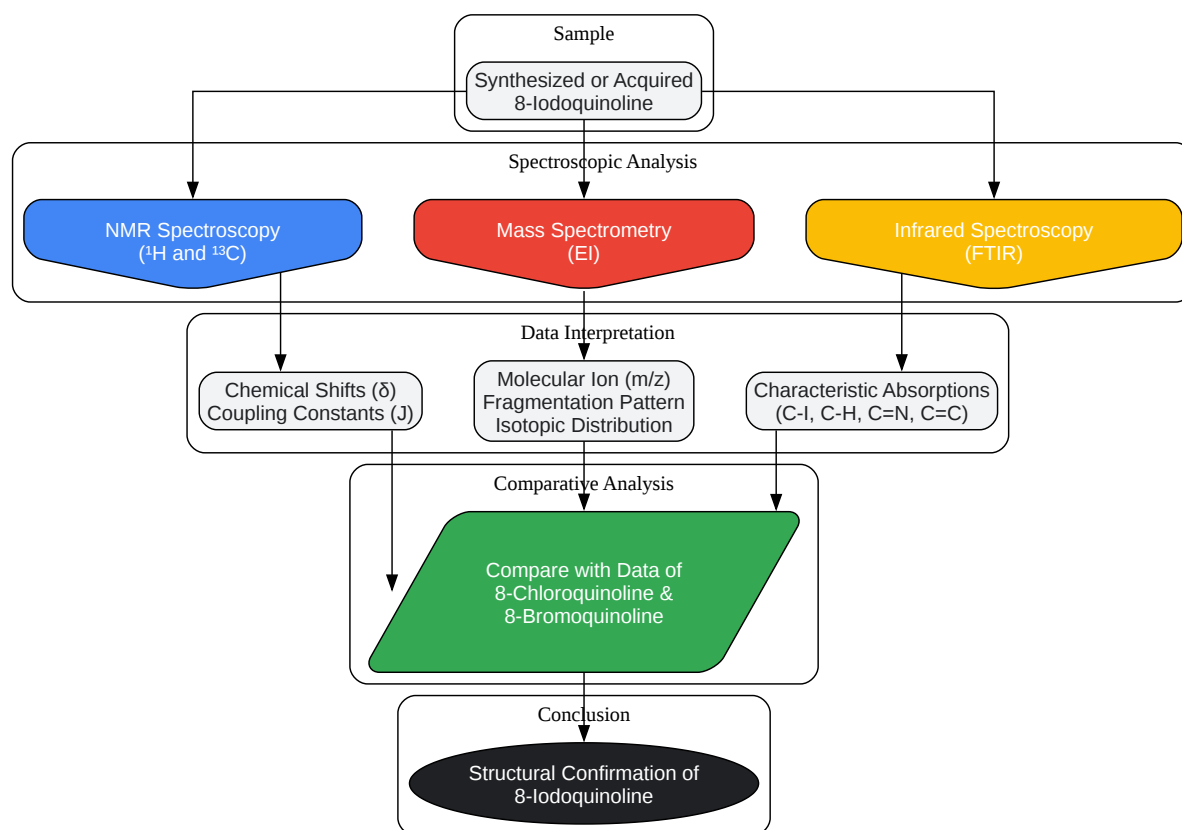 Sample
Synthesized or Acquired
8-Iodoquinoline
Spectroscopic Analysis
NMR Spectroscopy
(¹H and ¹³C)
Mass Spectrometry
(EI)
Infrared Spectroscopy
(FTIR)
Data Interpretation
Chemical Shifts (δ)
Coupling Constants (J)
Molecular Ion (m/z)
Fragmentation Pattern
Isotopic Distribution
Characteristic Absorptions
(C-I, C-H, C=N, C=C)
Comparative Analysis
Compare with Data of
8-Chloroquinoline &
8-Bromoquinoline
Conclusion
Structural Confirmation of
8-Iodoquinoline